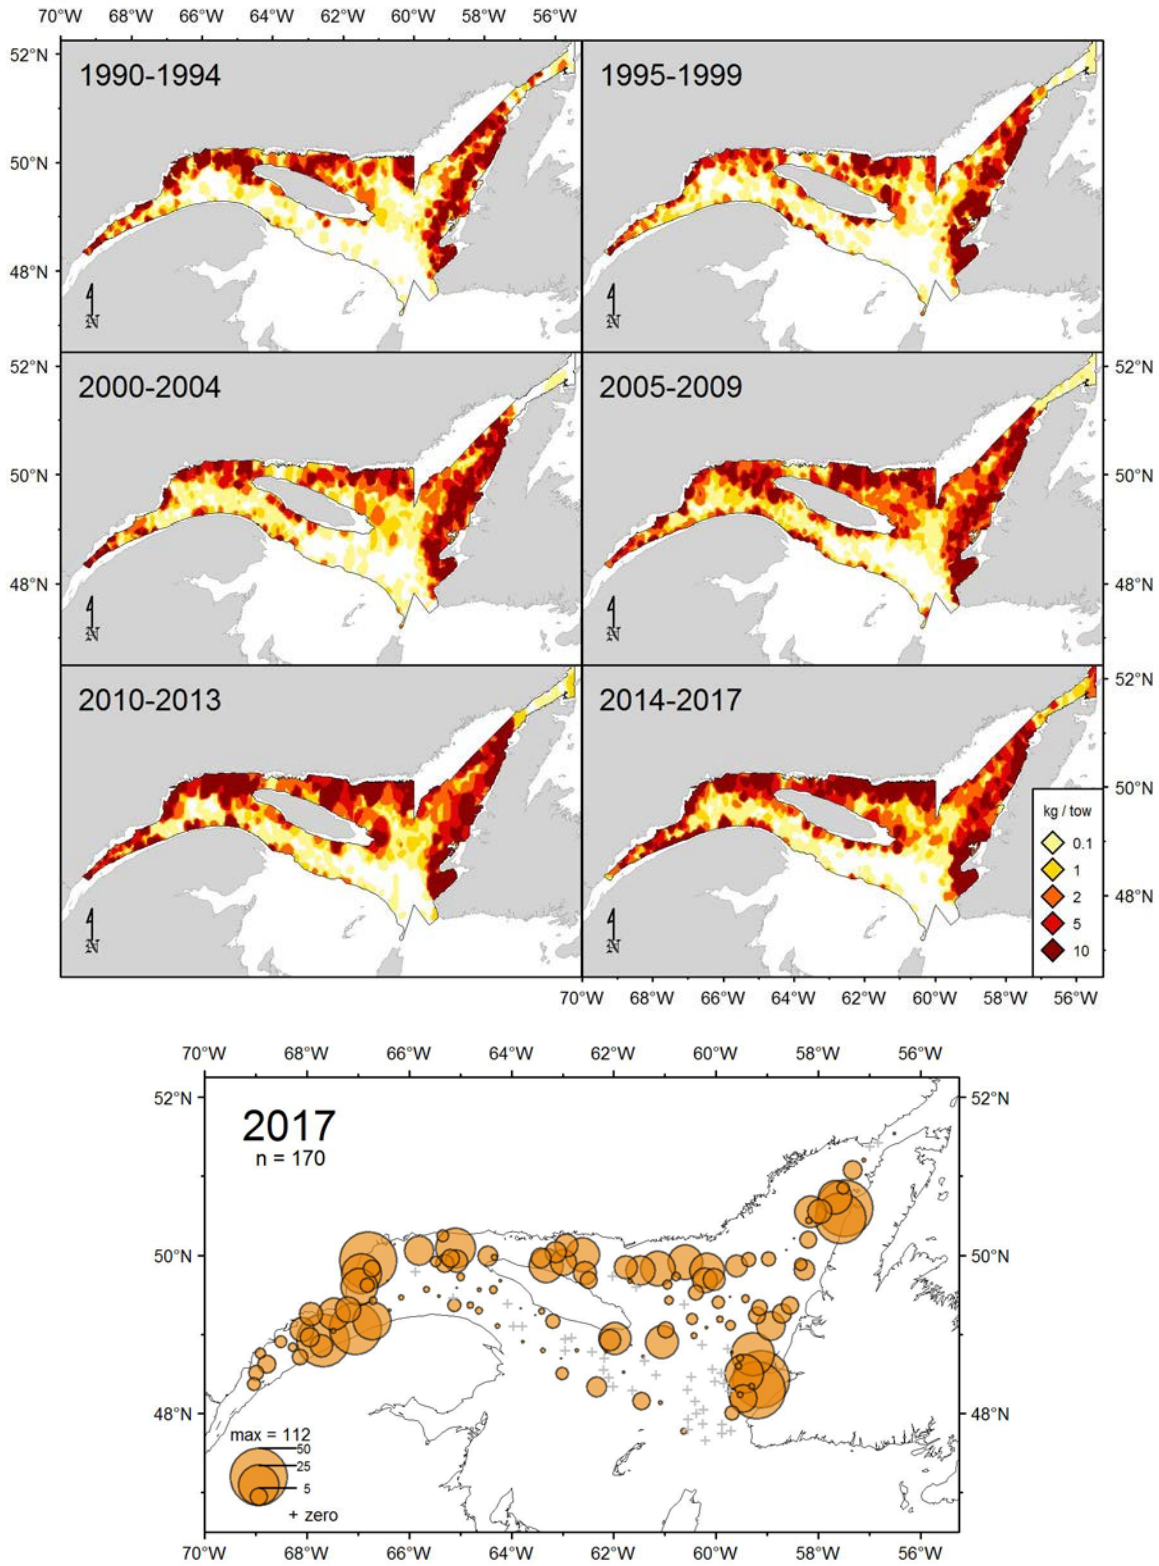 70°W 68°W 66°W 64°W 62°W 60°W 58°W 56°W
52°N
1990-1994 1995-1999
50°N
48°N
N N
52°N 52°N
2000-2004 2005-2009
50°N 50°N
48°N 48°N
N N
52°N
2010-2013 2014-2017
50°N
kg / tow
0.1
1
2
48°N
5
10
N N
70°W 68°W 66°W 64°W 62°W 60°W 58°W 56°W
70°W 68°W 66°W 64°W 62°W 60°W 58°W 56°W
52°N 52°N
2017
n = 170
50°N 50°N
48°N 48°N
max = 112
50
25
5
+ zero
70°W 68°W 66°W 64°W 62°W 60°W 58°W 56°W